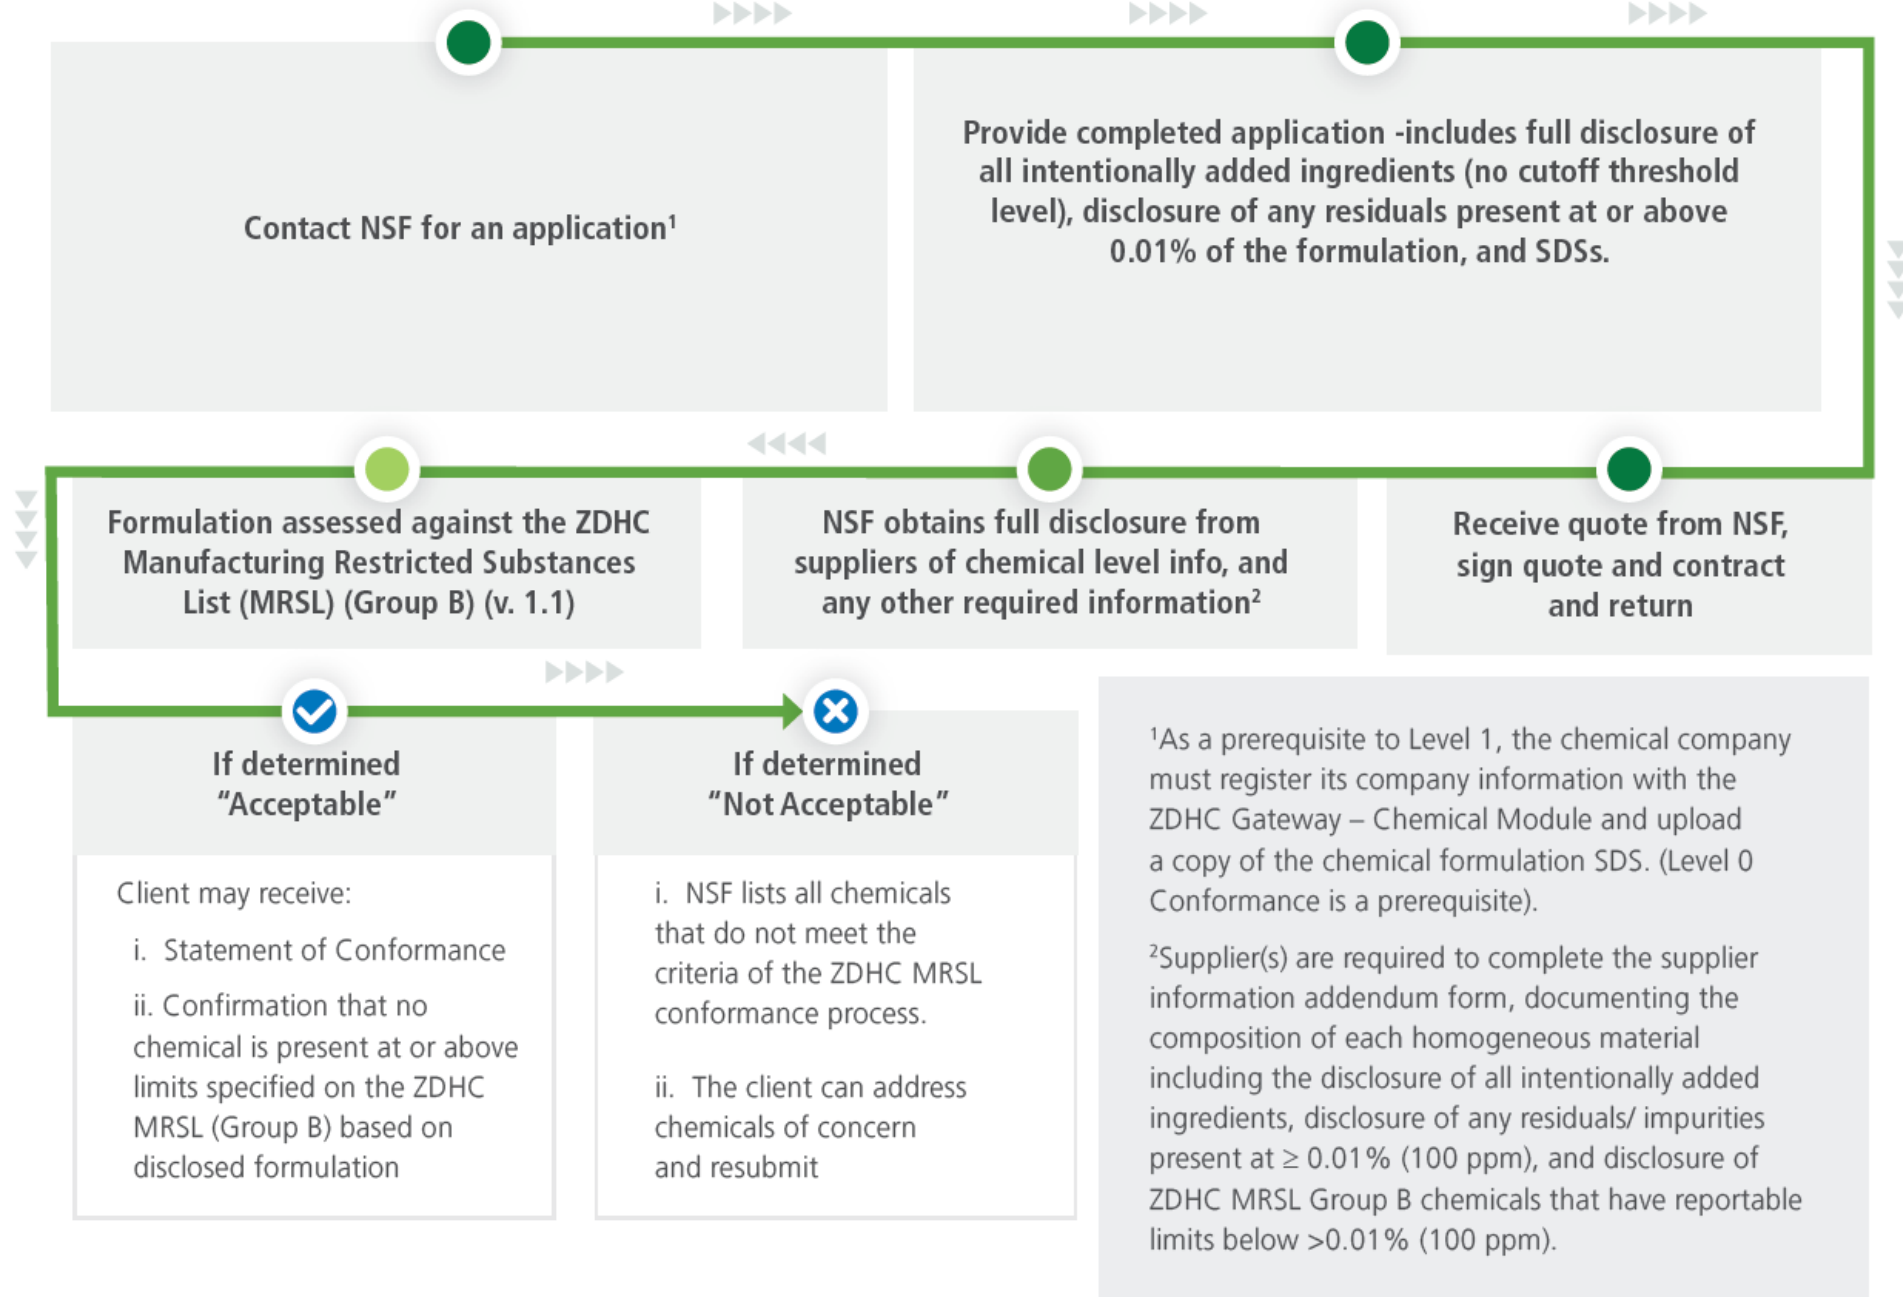 Contact NSF for an application¹
Provide completed application -includes full disclosure of
all intentionally added ingredients (no cutoff threshold
level), disclosure of any residuals present at or above
0.01% of the formulation, and SDSs.
Receive quote from NSF,
sign quote and contract
and return
NSF obtains full disclosure from
suppliers of chemical level info, and
any other required information²
Formulation assessed against the ZDHC
Manufacturing Restricted Substances
List (MRSL) (Group B) (v. 1.1)
If determined
“Acceptable”
Client may receive:
i. Statement of Conformance
ii. Confirmation that no
chemical is present at or above
limits specified on the ZDHC
MRSL (Group B) based on
disclosed formulation
If determined
“Not Acceptable”
i. NSF lists all chemicals
that do not meet the
criteria of the ZDHC MRSL
conformance process.
ii. The client can address
chemicals of concern
and resubmit
¹As a prerequisite to Level 1, the chemical company
must register its company information with the
ZDHC Gateway – Chemical Module and upload
a copy of the chemical formulation SDS. (Level 0
Conformance is a prerequisite).
²Supplier(s) are required to complete the supplier
information addendum form, documenting the
composition of each homogeneous material
including the disclosure of all intentionally added
ingredients, disclosure of any residuals/ impurities
present at ≥ 0.01% (100 ppm), and disclosure of
ZDHC MRSL Group B chemicals that have reportable
limits below >0.01% (100 ppm).